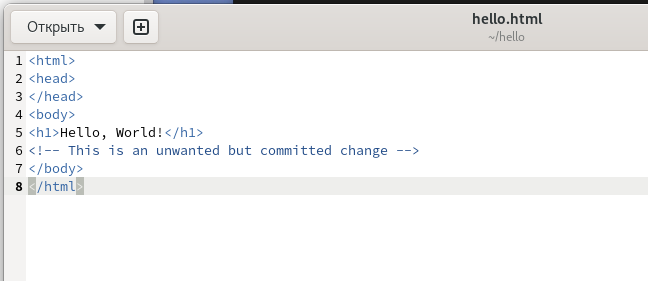 Открыть
hello.html
~/hello
1 <html>
2 <head>
3 </head>
4 <body>
5 <h1>Hello, World!</h1>
6 <!-- This is an unwanted but committed change -->
7 </body>
8 </html>